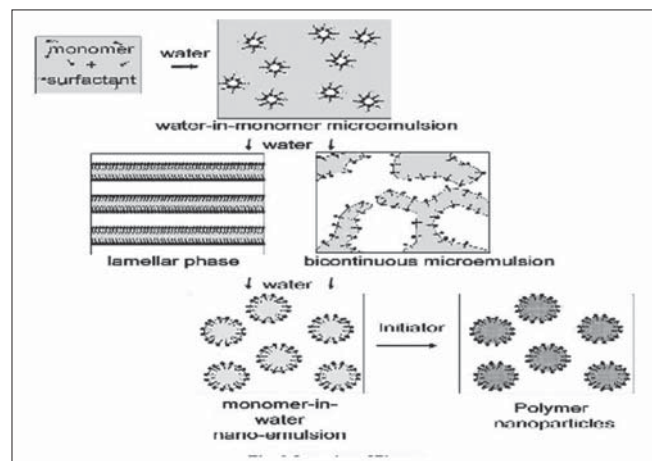 monomer
+
surfactant
water
water-in-monomer microemulsion
water
lamellar phase
bicontinuous microemulsion
water
Initiator
monomer-in-
water
nano-emulsion
Polymer
nanoparticles